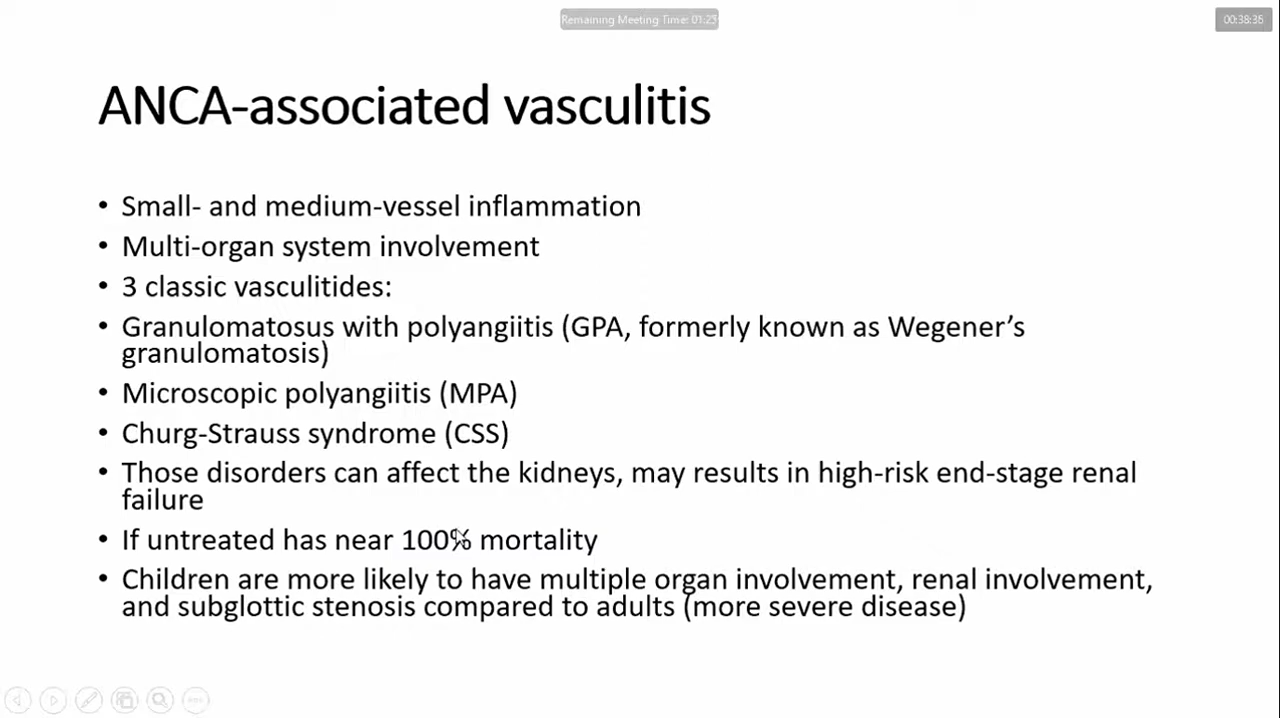 Remaining Meeting Time: 01:25
00:38:36
ANCA-associated vasculitis
• Small- and medium-vessel inflammation
• Multi-organ system involvement
• 3 classic vasculitides:
• Granulomatosus with polyangiitis (GPA, formerly known as Wegener’s
granulomatosis)
• Microscopic polyangiitis (MPA)
• Churg-Strauss syndrome (CSS)
• Those disorders can affect the kidneys, may results in high-risk end-stage renal
failure
• If untreated has near 100% mortality
• Children are more likely to have multiple organ involvement, renal involvement,
and subglottic stenosis compared to adults (more severe disease)